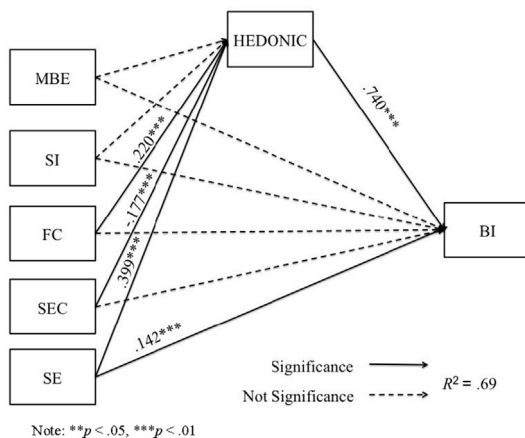 HEDONIC
MBE
.740***
SI
.220***
-.177***
FC
BI
.399***
SEC
.142***
SE
Significance
Not Significance
R² = .69
Note: **p < .05, ***p < .01